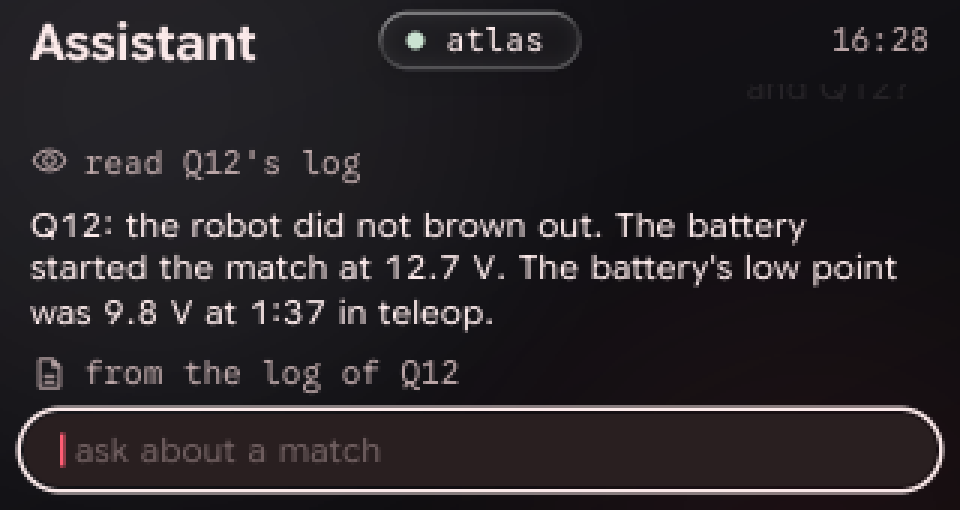 Assistant
atlas
16:28
and Q12?
read Q12's log
Q12: the robot did not brown out. The battery
started the match at 12.7 V. The battery's low point
was 9.8 V at 1:37 in teleop.
from the log of Q12
ask about a match